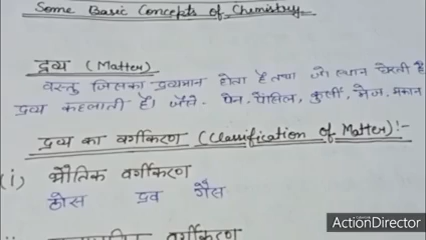 Some Basic Concepts of Chemistry
द्रव्य (Matter)
वस्तु जिसका द्रव्यमान होता है तथा जो स्थान घेरती है
द्रव्य कहलाती है। जैसे- पेन, पेंसिल, कुर्सी, मेज, मकान
द्रव्य का वर्गीकरण (Classification of Matter):-
(i) भौतिक वर्गीकरण
ठोस द्रव गैस
वर्गीकरण
ActionDirector